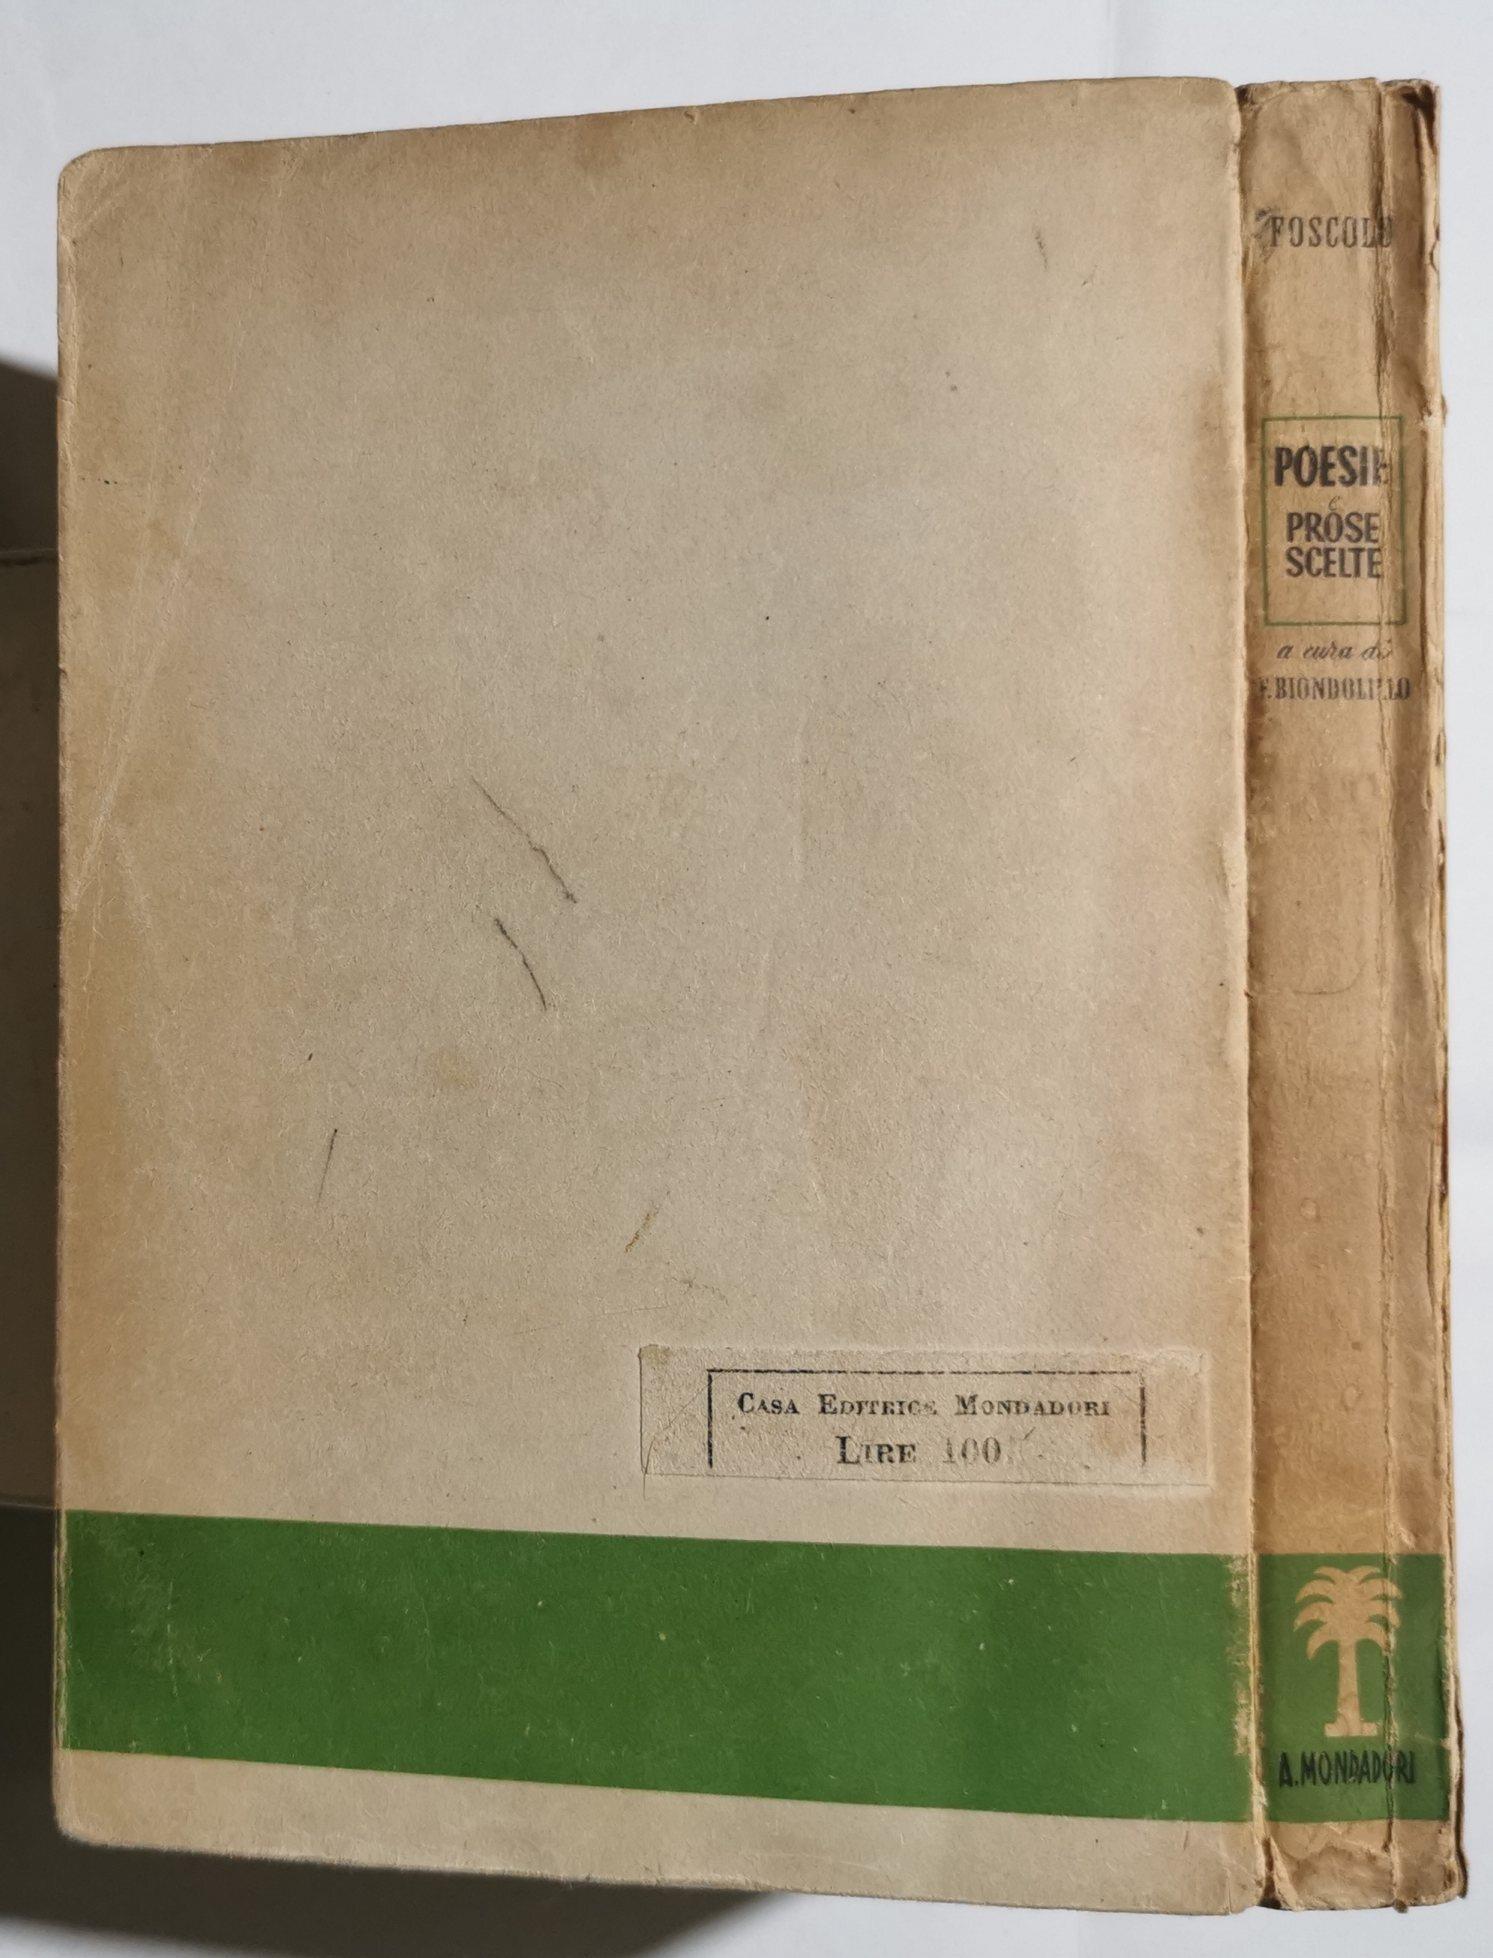 FOSCOLO
POESIE
e
PROSE
SCELTE
a cura di
F. BIONDOLILLO
A. MONDADORI
CASA EDITRICE MONDADORI
LIRE 100